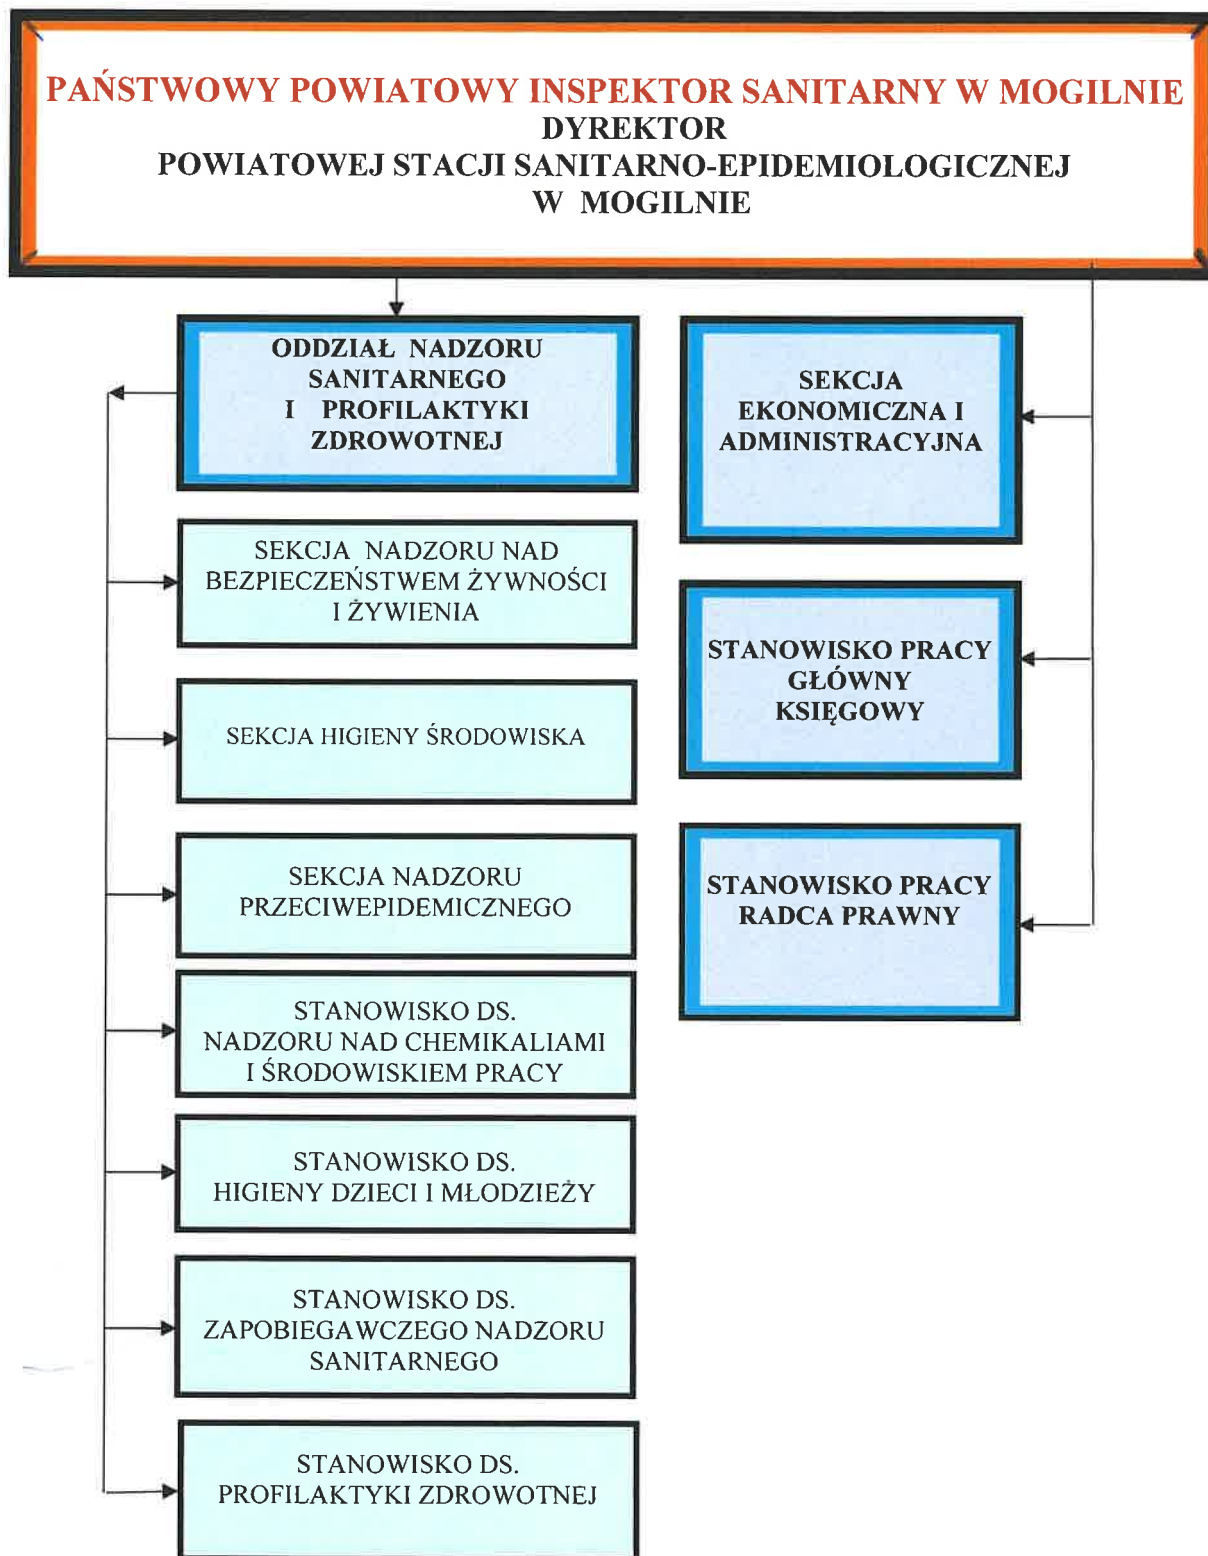 PAŃSTWOWY POWIATOWY INSPEKTOR SANITARNY W MOGILNIE
DYREKTOR
POWIATOWEJ STACJI SANITARNO-EPIDEMIOLOGICZNEJ
W MOGILNIE
ODDZIAŁ NADZORU
SANITARNEGO
I PROFILAKTYKI
ZDROWOTNEJ
SEKCJA NADZORU NAD
BEZPIECZEŃSTWEM ŻYWNOŚCI
I ŻYWIENIA
SEKCJA HIGIENY ŚRODOWISKA
SEKCJA NADZORU
PRZECIWEPIDEMICZNEGO
STANOWISKO DS.
NADZORU NAD CHEMIKALIAMI
I ŚRODOWISKIEM PRACY
STANOWISKO DS.
HIGIENY DZIECI I MŁODZIEŻY
STANOWISKO DS.
ZAPOBIEGAWCZEGO NADZORU
SANITARNEGO
STANOWISKO DS.
PROFILAKTYKI ZDROWOTNEJ
SEKCJA
EKONOMICZNA I
ADMINISTRACYJNA
STANOWISKO PRACY
GŁÓWNY
KSIĘGOWY
STANOWISKO PRACY
RADCA PRAWNY